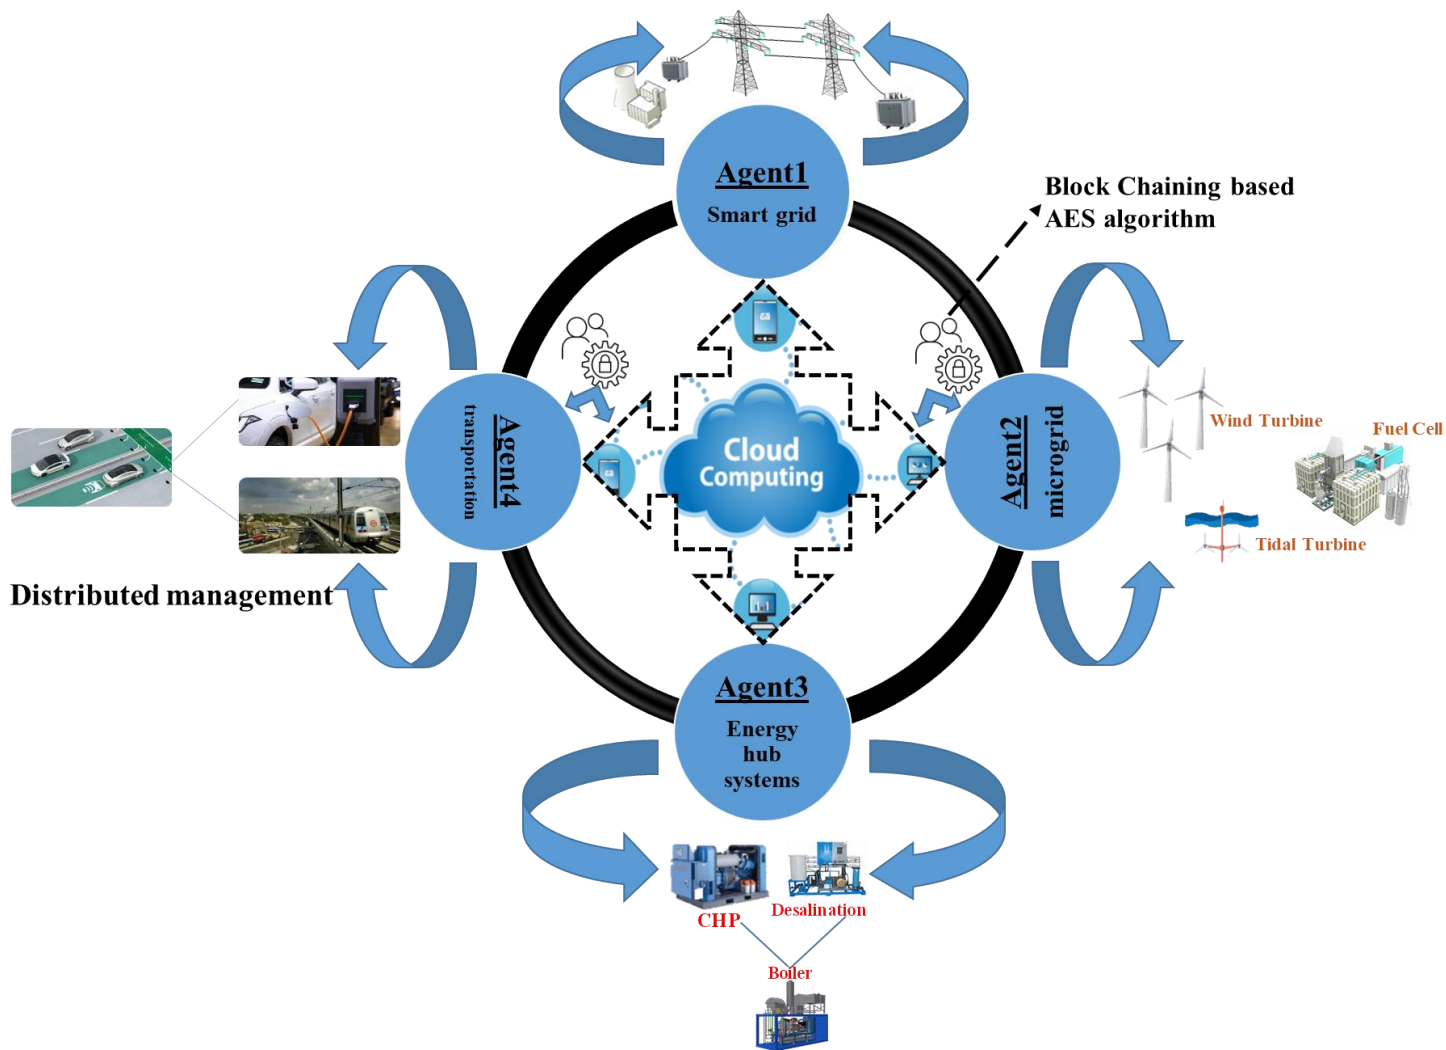 Agent1
Smart grid
Block Chaining based
AES algorithm
Agent4
transportation
Cloud
Computing
Agent2
microgrid
Wind Turbine
Fuel Cell
Tidal Turbine
Distributed management
Agent3
Energy
hub
systems
CHP
Desalination
Boiler